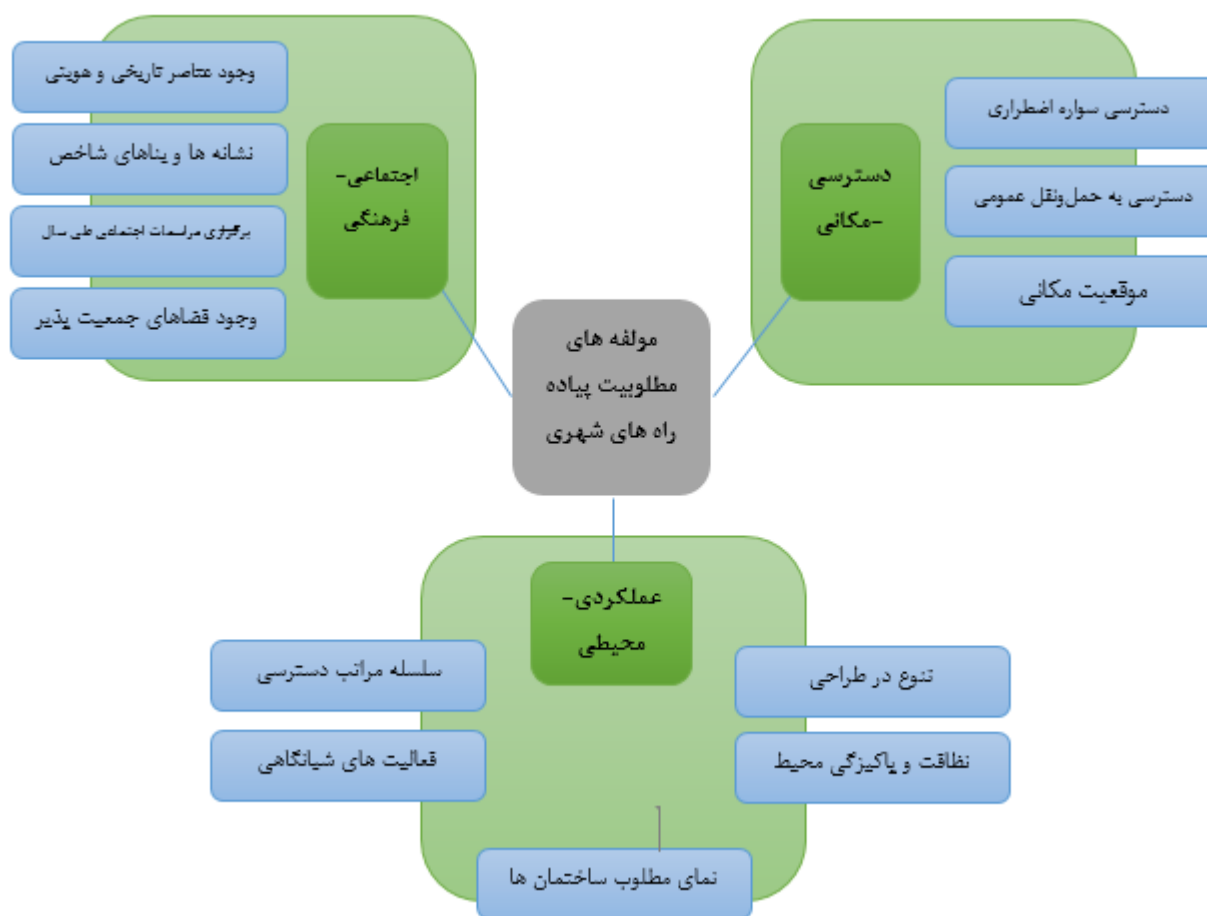 وجود عناصر تاریخی و هویتی
نشانه ها و بناهای شاخص
برگزاری مراسمات اجتماعی طی سال
وجود فضاهای جمعیت پذیر
اجتماعی-
فرهنگی
دسترسی سواره اضطراری
دسترسی به حمل‌ونقل عمومی
موقعیت مکانی
دسترسی
-مکانی
مولفه های
مطلوبیت پیاده
راه های شهری
عملکردی-
محیطی
تنوع در طراحی
نظافت و پاکیزگی محیط
سلسله مراتب دسترسی
فعالیت های شبانگاهی
نمای مطلوب ساختمان ها